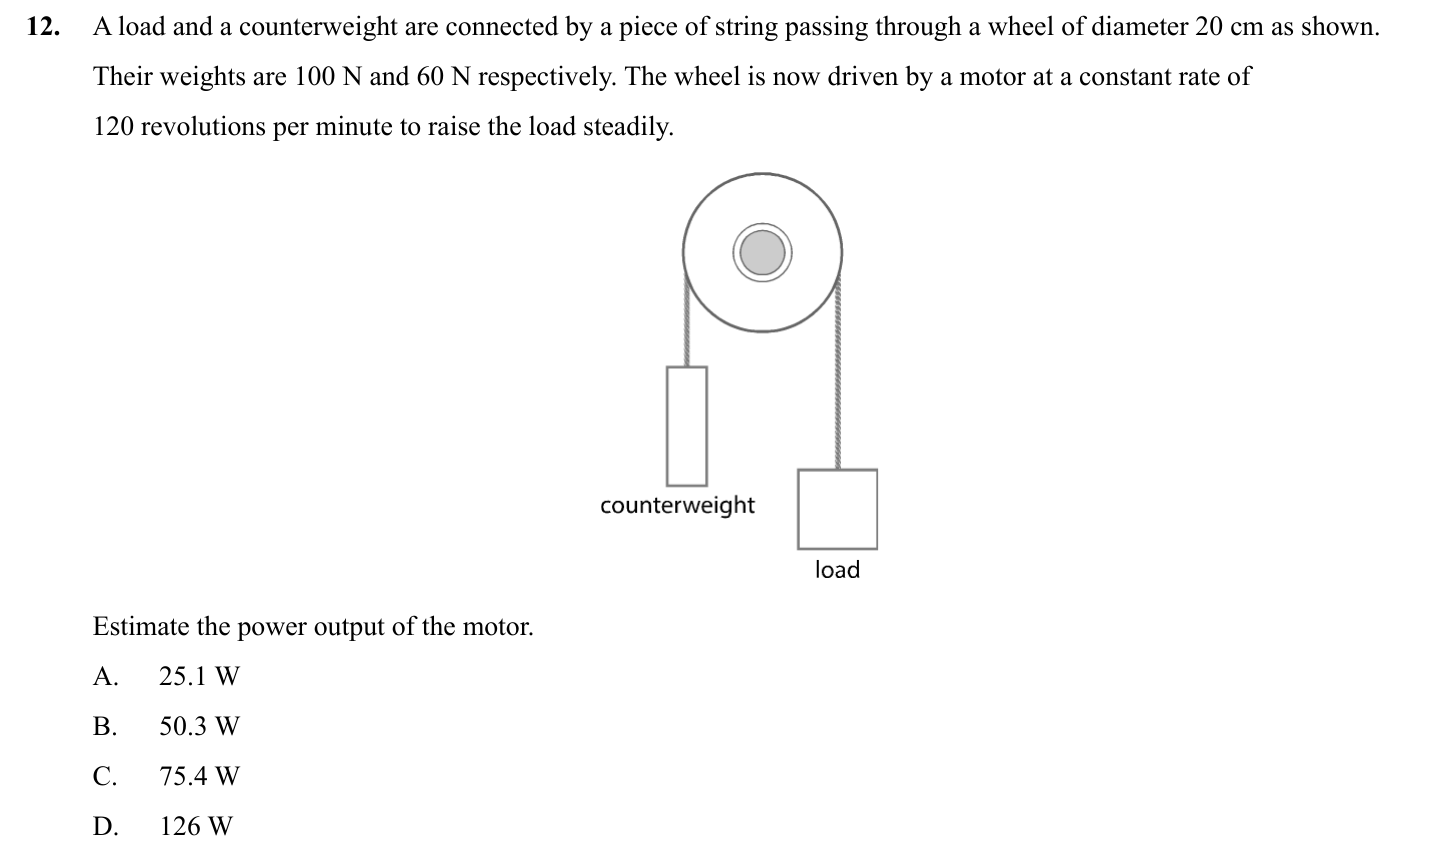 12. A load and a counterweight are connected by a piece of string passing through a wheel of diameter 20 cm as shown.
Their weights are 100 N and 60 N respectively. The wheel is now driven by a motor at a constant rate of
120 revolutions per minute to raise the load steadily.
counterweight
load
Estimate the power output of the motor.
A. 25.1 W
B. 50.3 W
C. 75.4 W
D. 126 W